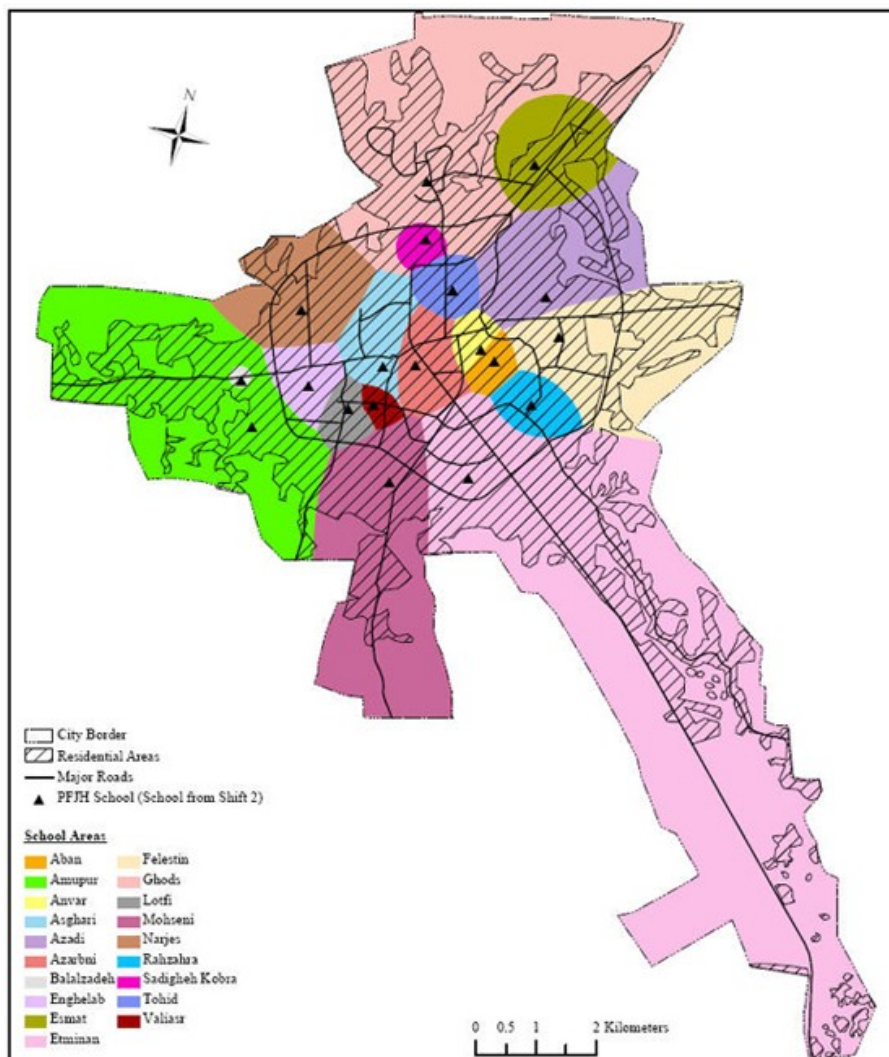 N
City Border
Residential Areas
Major Roads
PFJH School (School from Shift 2)
School Areas
Aban
Amupur
Anvar
Asghari
Azadi
Azarbni
Balalzadeh
Enghelab
Esmat
Etminan
Felestin
Ghods
Lotfi
Mohseni
Narjes
Rahzahra
Sadigheh Kobra
Tohid
Valiasr
0 0.5 1 2 Kilometers